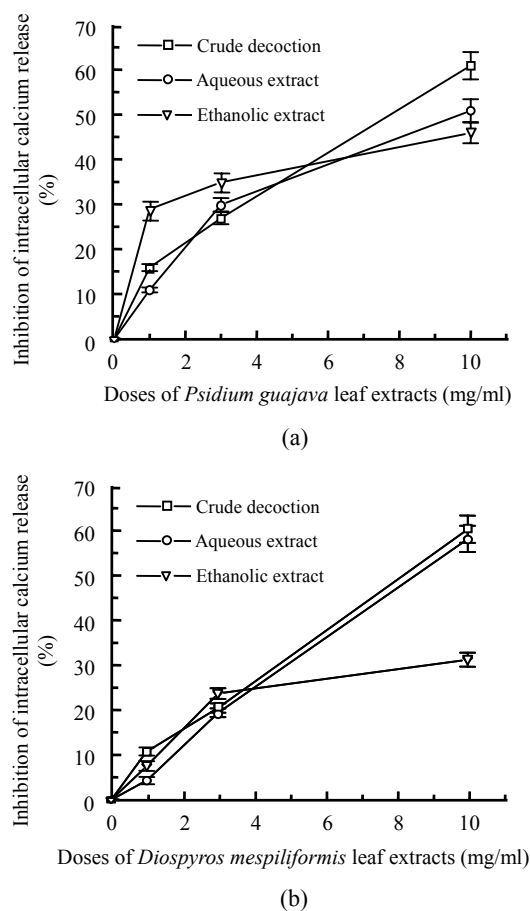 Inhibition of intracellular calcium release
(%)
70
60
50
40
30
20
10
0
Crude decoction
Aqueous extract
Ethanolic extract
0 2 4 6 8 10
Doses of Psidium guajava leaf extracts (mg/ml)
(a)
Inhibition of intracellular calcium release
(%)
70
60
50
40
30
20
10
0
Crude decoction
Aqueous extract
Ethanolic extract
0 2 4 6 8 10
Doses of Diospyros mespiliformis leaf extracts (mg/ml)
(b)